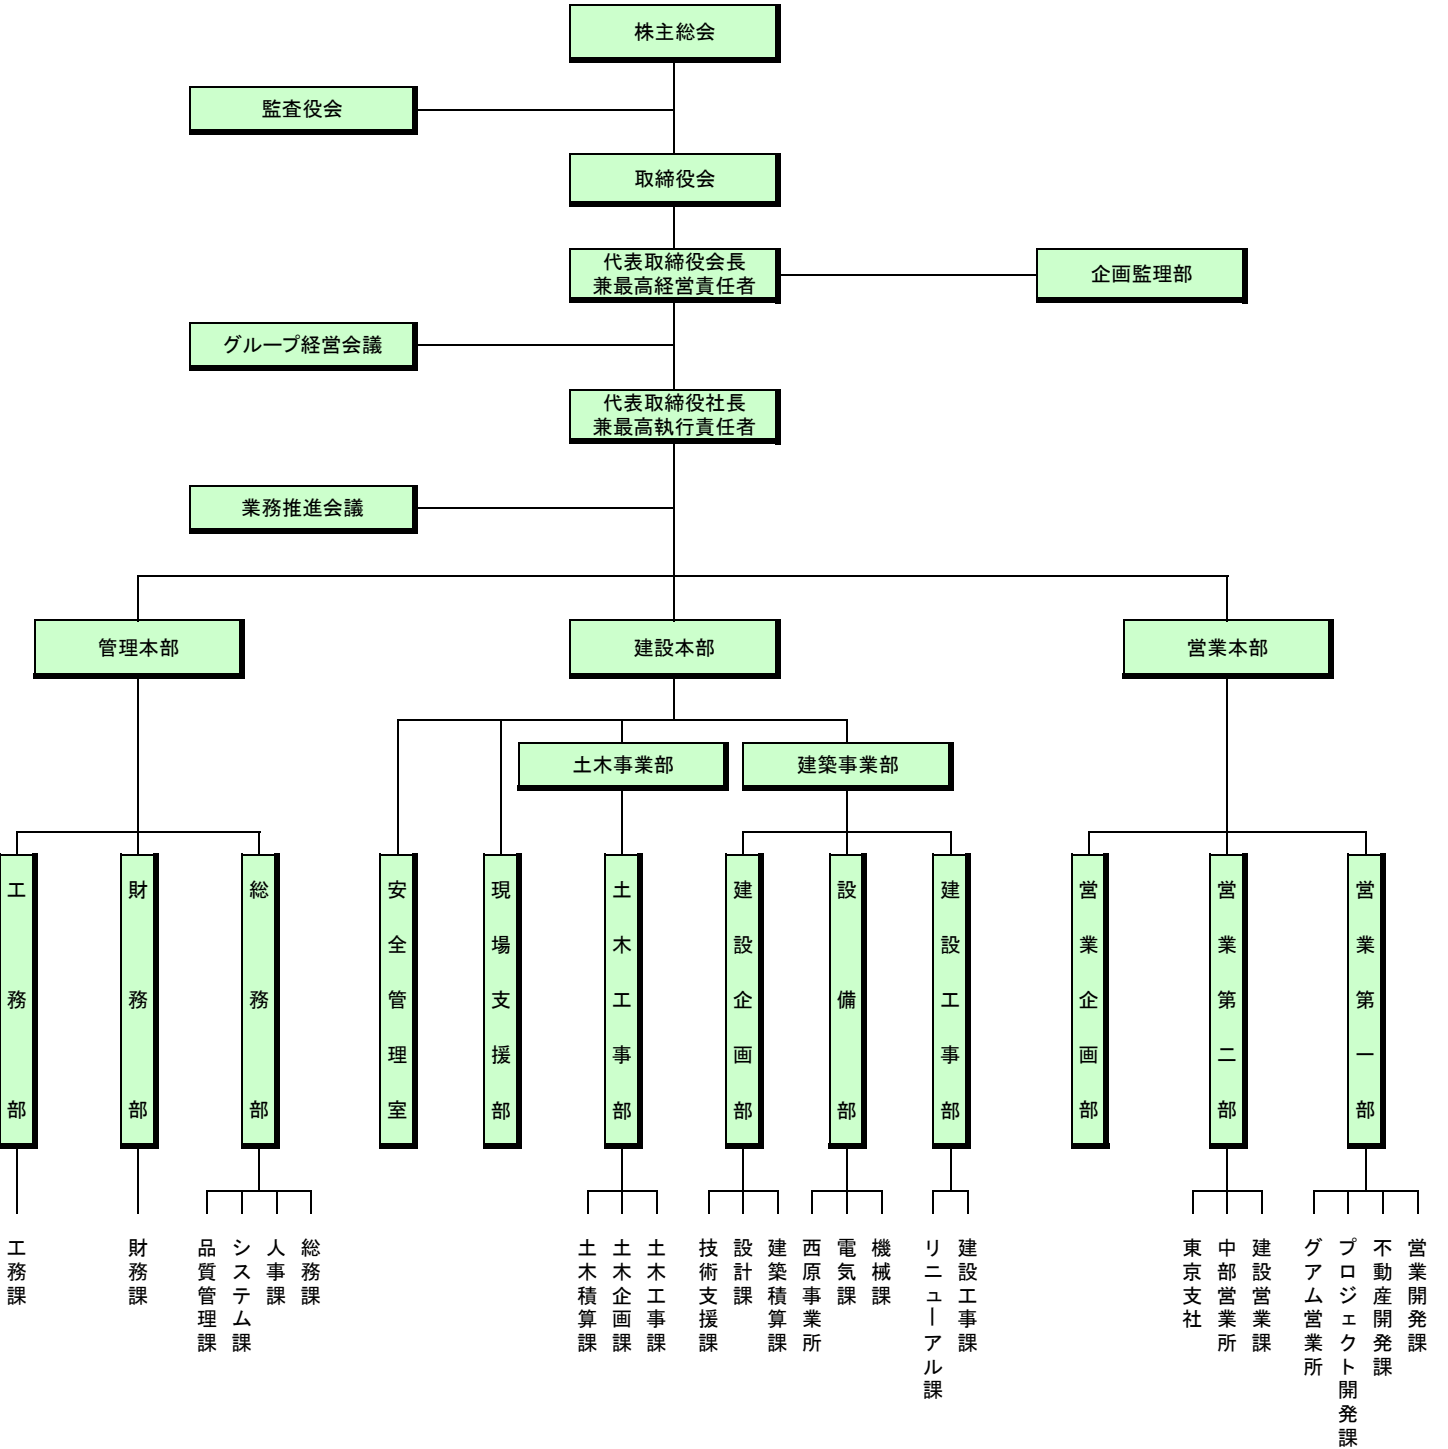 株主総会
監査役会
取締役会
代表取締役会長
兼最高経営責任者
企画監理部
グループ経営会議
代表取締役社長
兼最高執行責任者
業務推進会議
管理本部
建設本部
営業本部
土木事業部
建築事業部
工務部
財務部
総務部
安全管理室
現場支援部
土木工事部
建設企画部
設備部
建設工事部
営業企画部
営業第二部
営業第一部
工務課
財務課
品質管理課
システム課
人事課
総務課
土木積算課
土木企画課
土木工事課
技術支援課
設計課
建築積算課
西原事業所
電気課
機械課
リニューアル課
建設工事課
東京支社
中部営業所
建設営業課
グアム営業所
プロジェクト開発課
不動産開発課
営業開発課